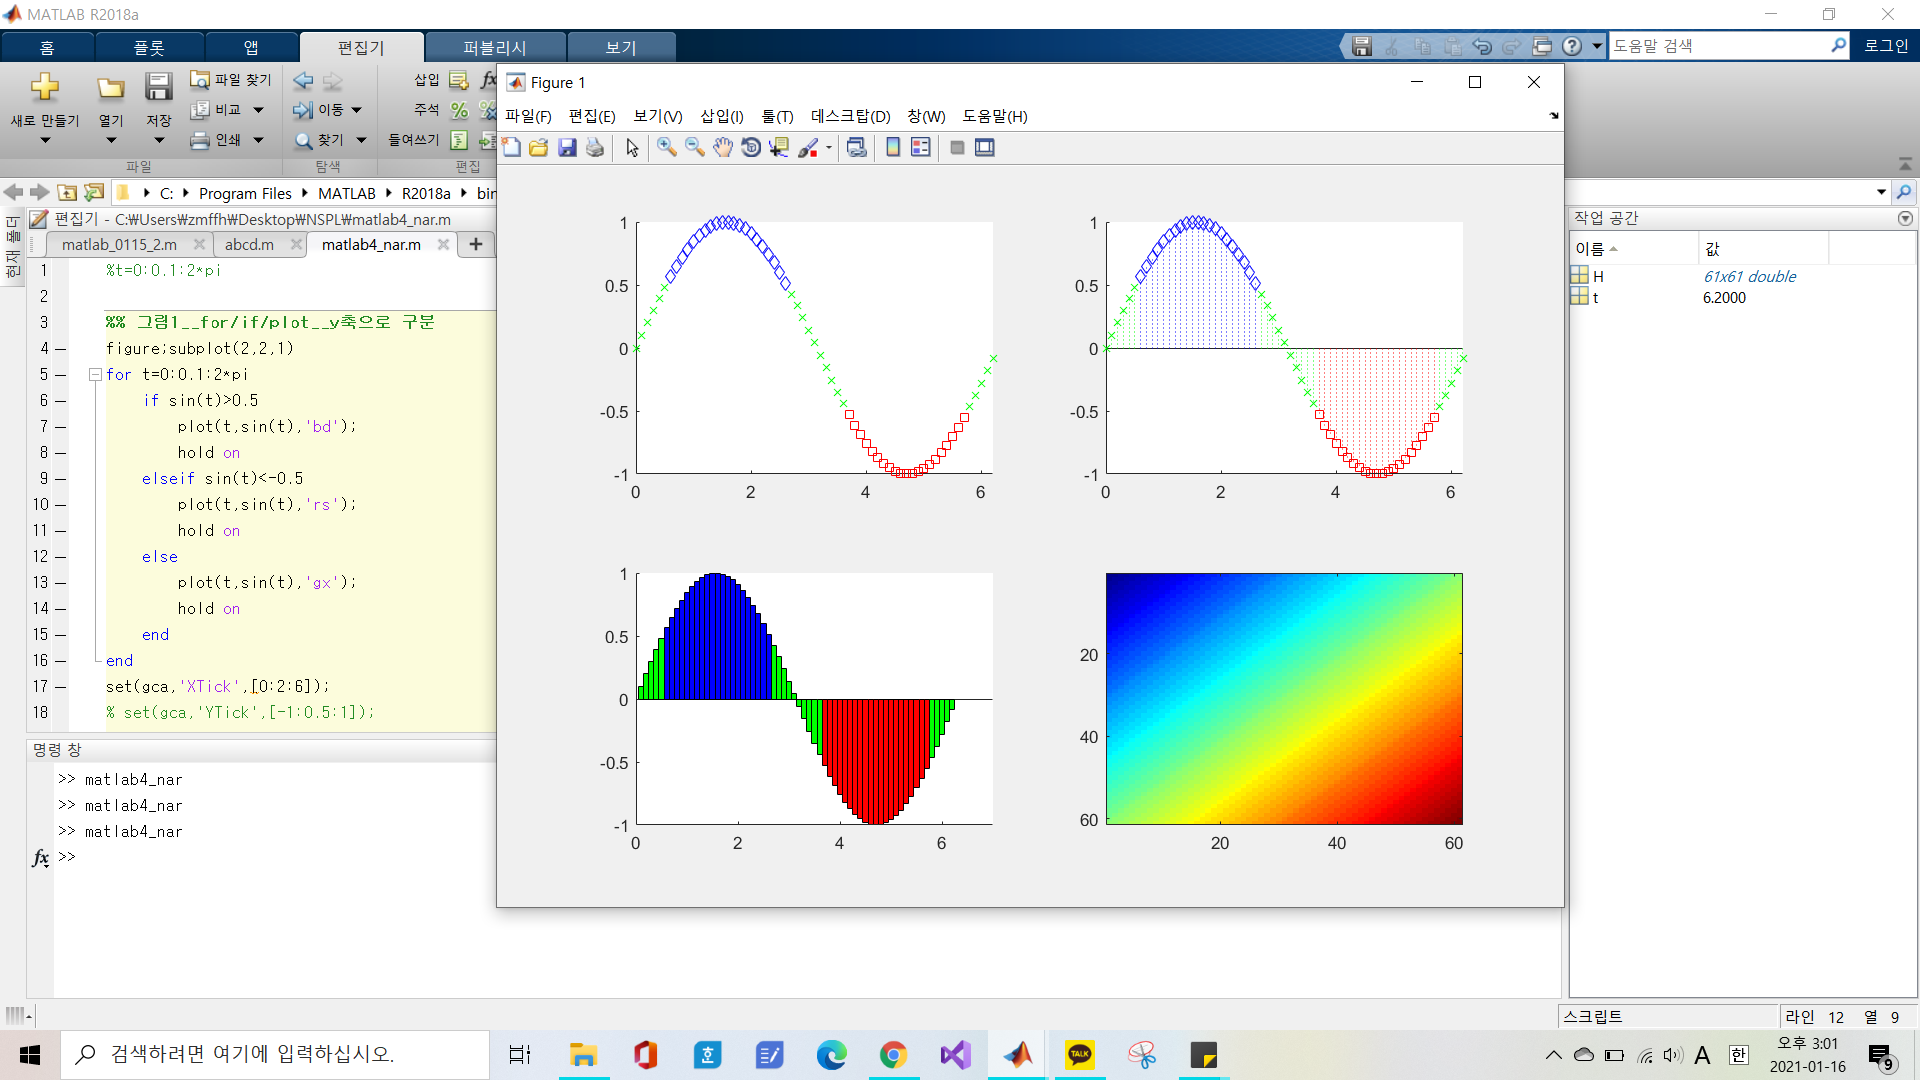 MATLAB R2018a
홈 플롯 앱 편집기 퍼블리시 보기
도움말 검색 로그인
새로 만들기 열기 저장
파일 찾기
비교
인쇄
이동
찾기
삽입 fx
주석
들여쓰기
파일 탐색 편집
C: Program Files MATLAB R2018a bin
현재 폴더
편집기 - C:₩Users₩zmffh₩Desktop₩NSPL₩matlab4_nar.m
matlab_0115_2.m abcd.m matlab4_nar.m +
1 %t=0:0.1:2*pi
2
3 %% 그림1__for/if/plot__y축으로 구분
4 figure;subplot(2,2,1)
5 for t=0:0.1:2*pi
6 if sin(t)>0.5
7 plot(t,sin(t),'bd');
8 hold on
9 elseif sin(t)<-0.5
10 plot(t,sin(t),'rs');
11 hold on
12 else
13 plot(t,sin(t),'gx');
14 hold on
15 end
16 end
17 set(gca,'XTick',[0:2:6]);
18 % set(gca,'YTick',[-1:0.5:1]);
명령 창
>> matlab4_nar
>> matlab4_nar
>> matlab4_nar
fx >>
Figure 1
파일(F) 편집(E) 보기(V) 삽입(I) 툴(T) 데스크탑(D) 창(W) 도움말(H)
1
0.5
0
-0.5
-1
0 2 4 6
1
0.5
0
-0.5
-1
0 2 4 6
1
0.5
0
-0.5
-1
0 2 4 6
20
40
60
20 40 60
작업 공간
이름 값
H 61x61 double
t 6.2000
스크립트 라인 12 열 9
검색하려면 여기에 입력하십시오.
TALK
A 한
오후 3:01
2021-01-16
9